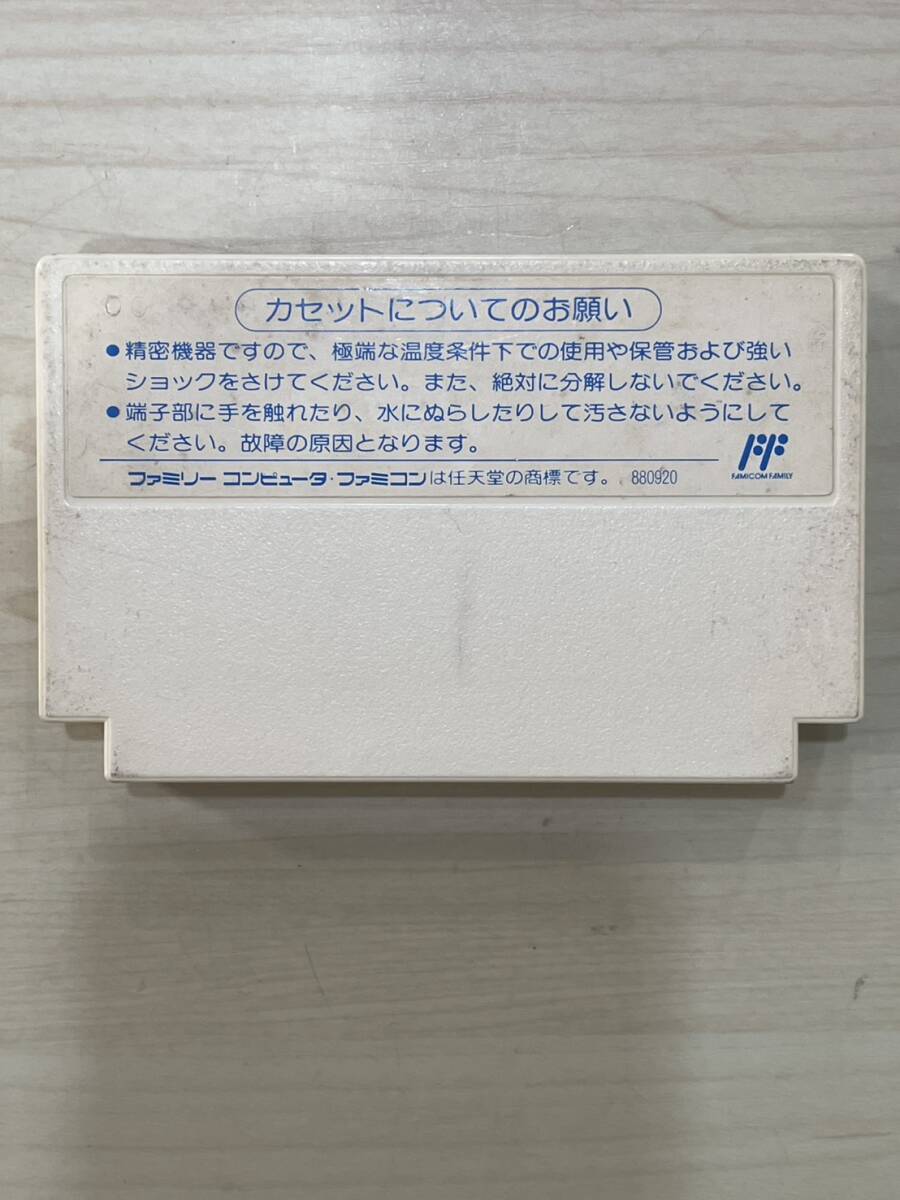 カセットについてのお願い
●精密機器ですので、極端な温度条件下での使用や保管および強い
ショックをさけてください。また、絶対に分解しないでください。
●端子部に手を触れたり、水にぬらしたりして汚さないようにして
ください。故障の原因となります。
FAMICOM FAMILY
ファミリー コンピュータ・ファミコンは任天堂の商標です。 880920